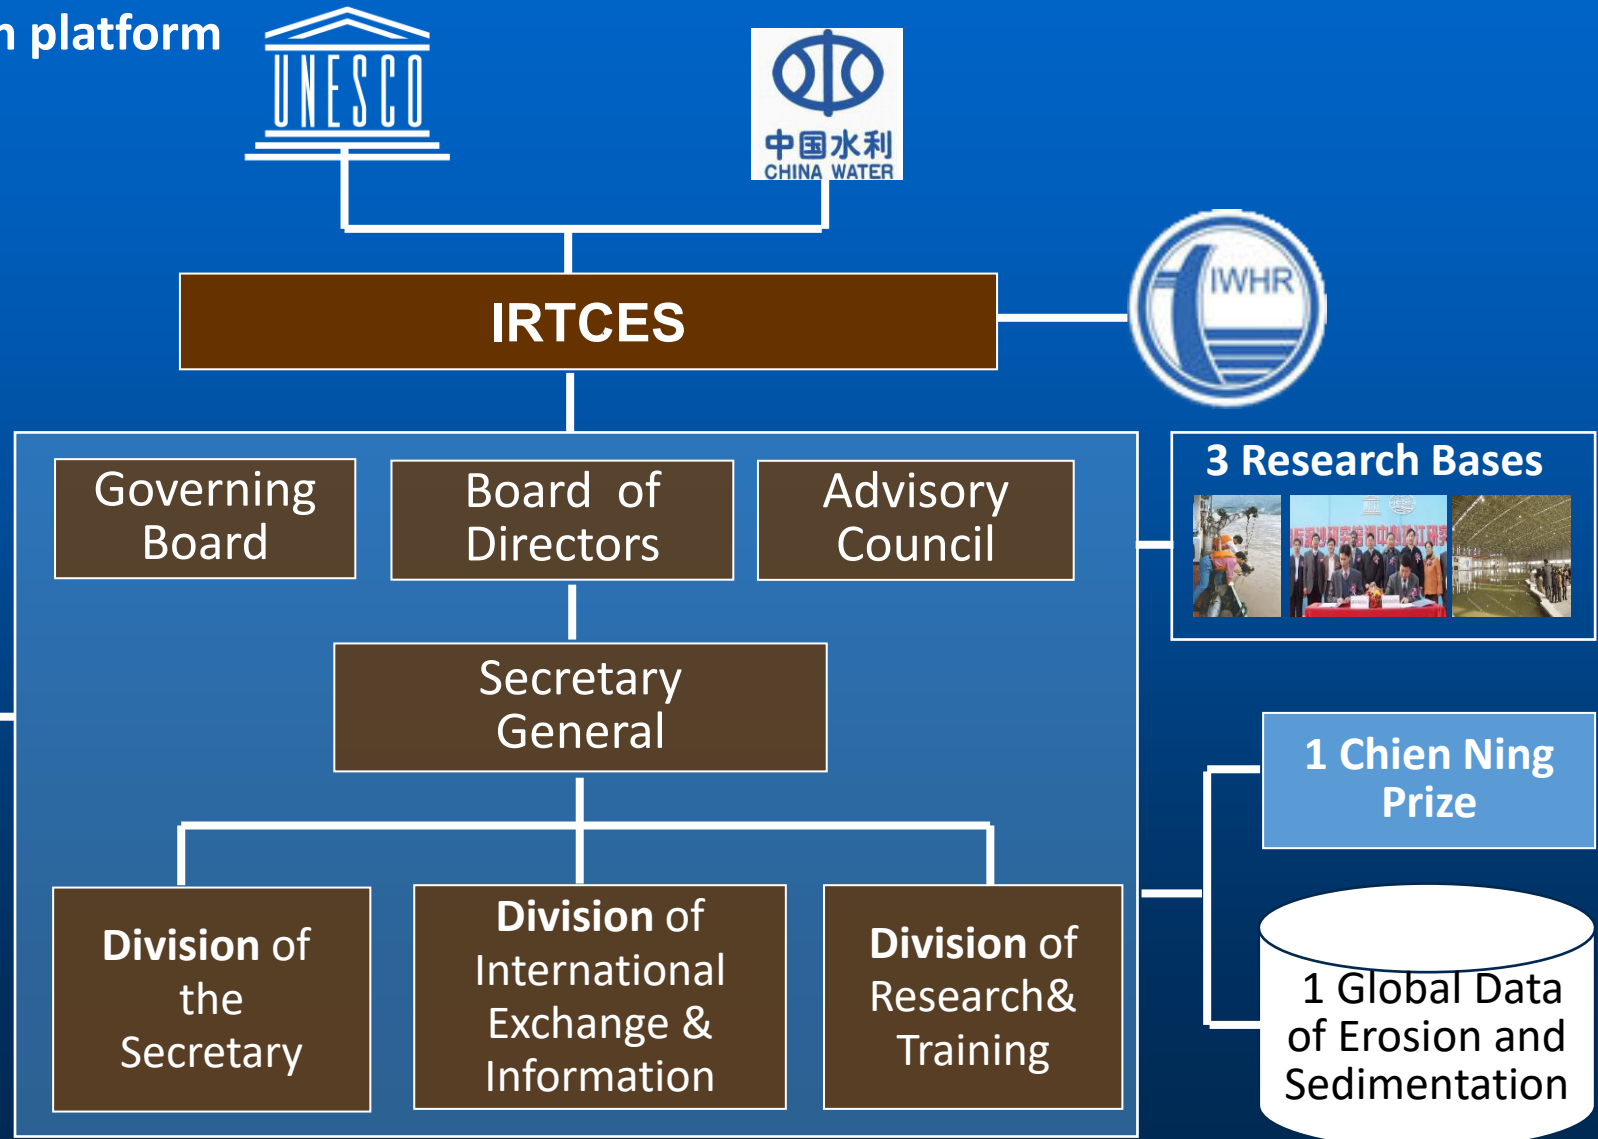 n platform
UNESCO
中国水利
CHINA WATER
IRTCES
IWHR
Governing
Board
Board of
Directors
Advisory
Council
3 Research Bases
Secretary
General
1 Chien Ning
Prize
Division of
the
Secretary
Division of
International
Exchange &
Information
Division of
Research&
Training
1 Global Data
of Erosion and
Sedimentation